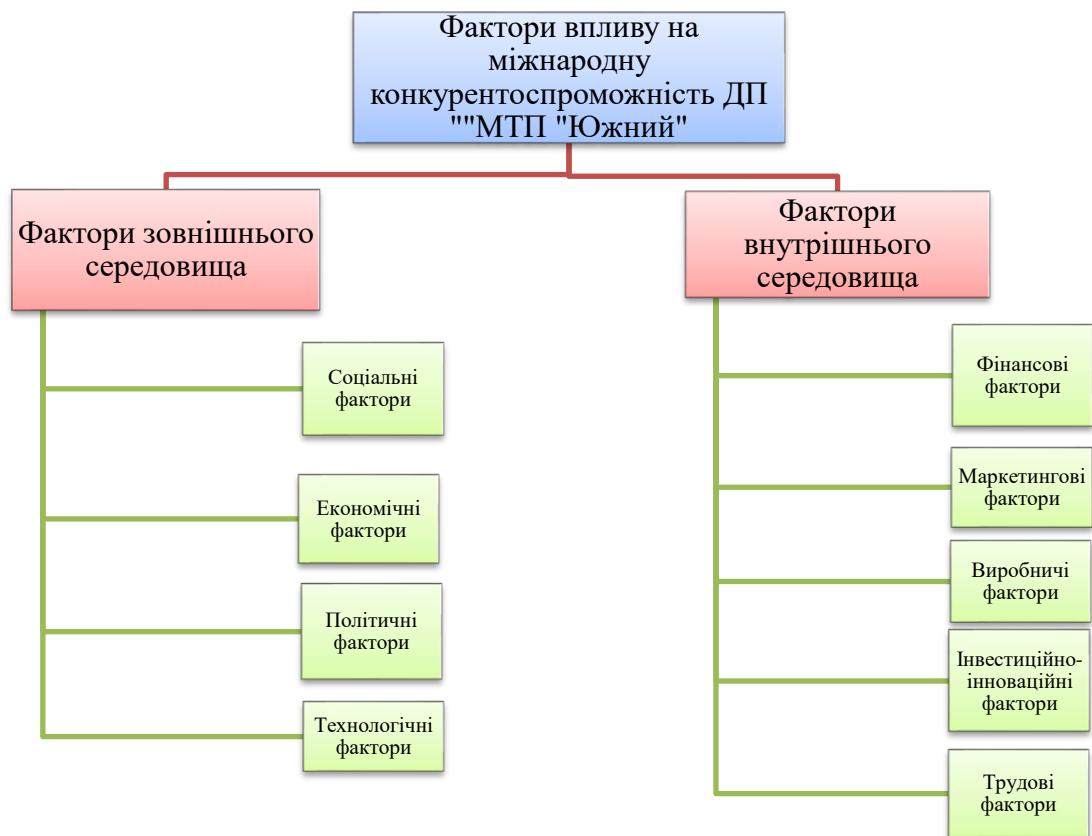 Фактори впливу на
міжнародну
конкурентоспроможність ДП
""МТП "Южний"
Фактори зовнішнього
середовища
Соціальні
фактори
Економічні
фактори
Політичні
фактори
Технологічні
фактори
Фактори
внутрішнього
середовища
Фінансові
фактори
Маркетингові
фактори
Виробничі
фактори
Інвестиційно-
інноваційні
фактори
Трудові
фактори